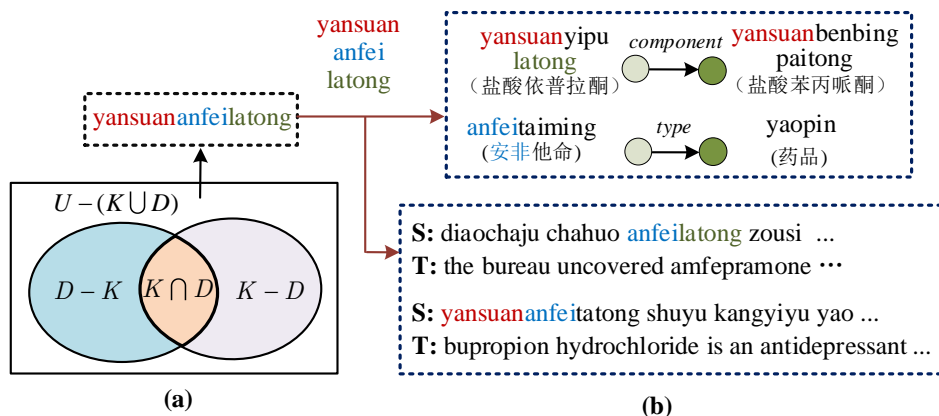 yansuan
anfei
latong
yansuananfeilatong
U − (K ⋃ D)
D − K
K ⋂ D
K − D
(a)
yansuanyipu
latong
(盐酸依普拉酮)
component
yansuanbenbing
paitong
(盐酸苯丙哌酮)
anfeitaiming
(安非他命)
type
yaopin
(药品)
S: diaochaju chahuo anfeilatong zousi ...
T: the bureau uncovered amfepramone ⋯
S: yansuananfeitatong shuyu kangyiyu yao ...
T: bupropion hydrochloride is an antidepressant ...
(b)